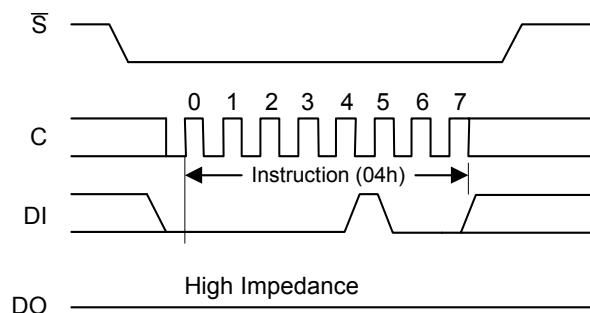 S̅
0 1 2 3 4 5 6 7
C
Instruction (04h)
DI
High Impedance
DO